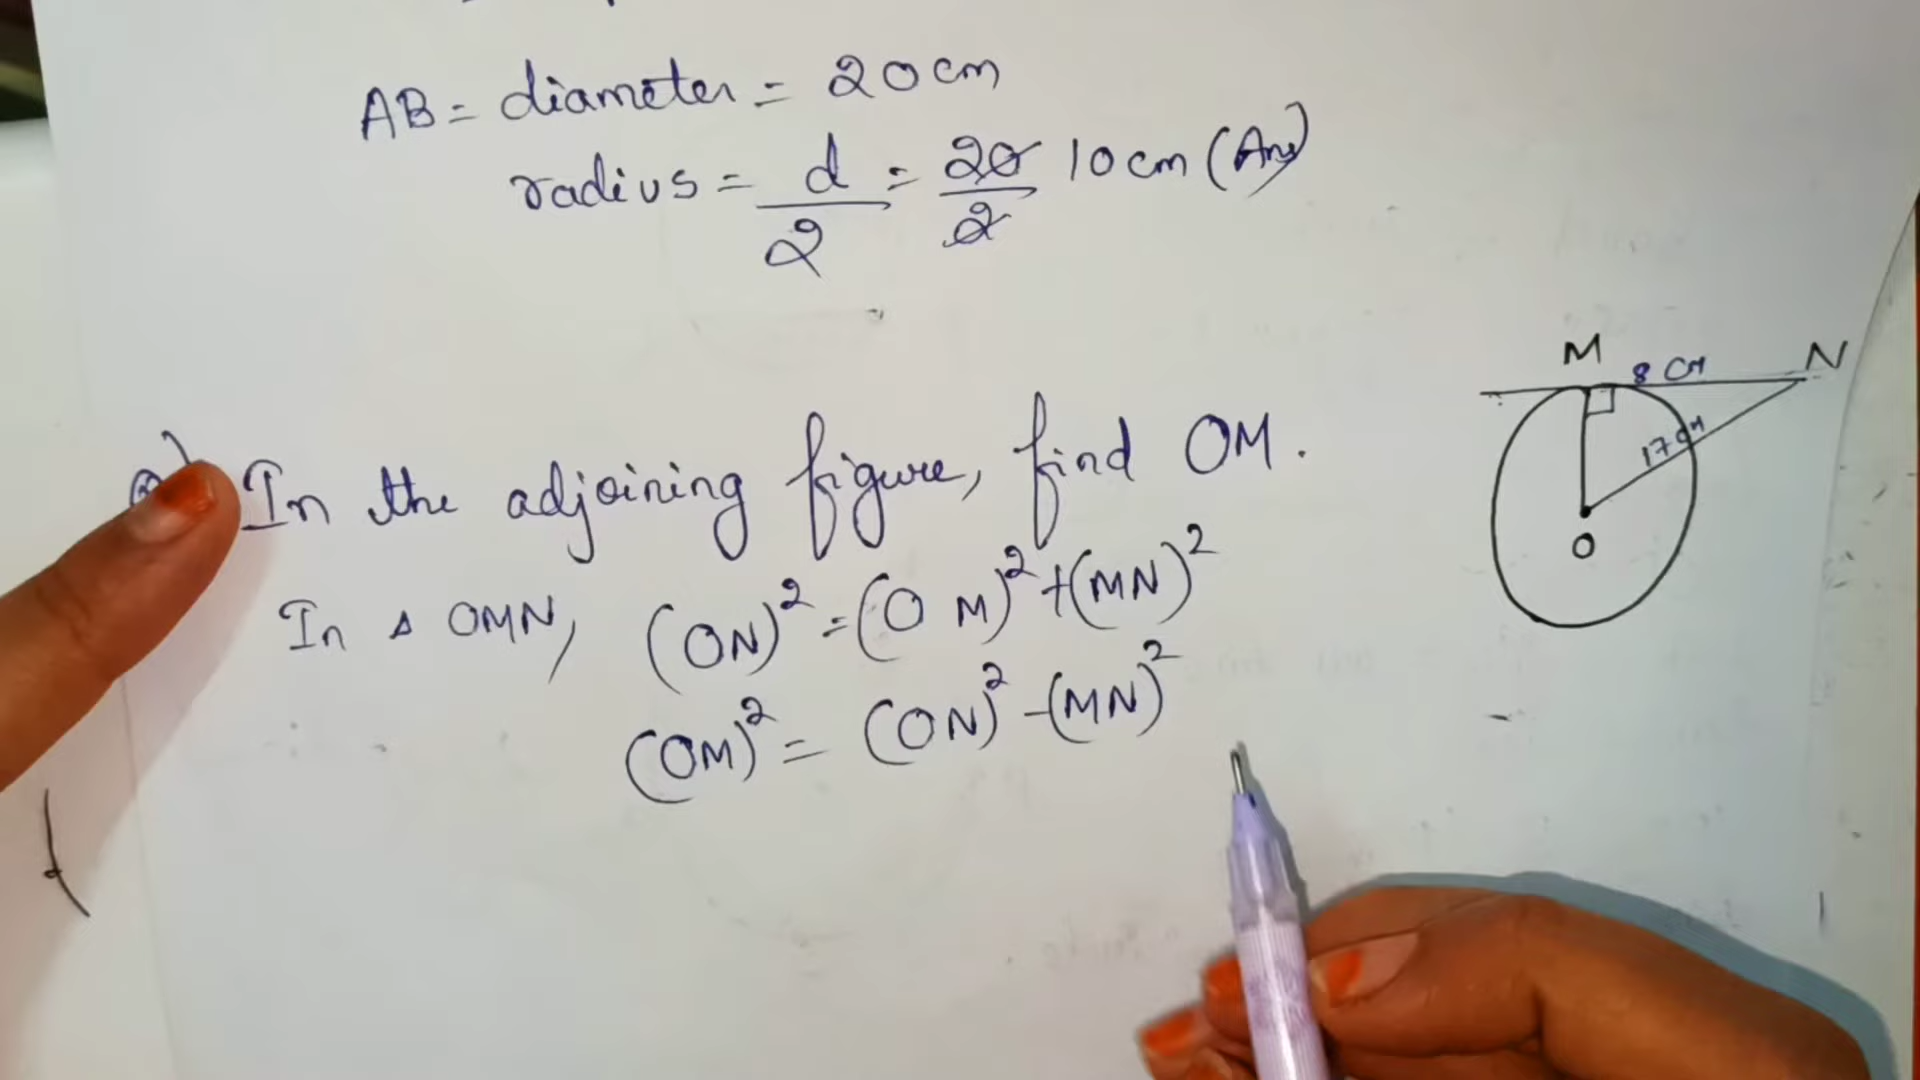 AB = diameter = 20 cm
radius = d/2 = 20/2 10 cm (Ans)
In the adjoining figure, find OM.
In △ OMN, (ON)² = (O M)² + (MN)²
(OM)² = (ON)² - (MN)²
M 8 cm N
17 cm
O